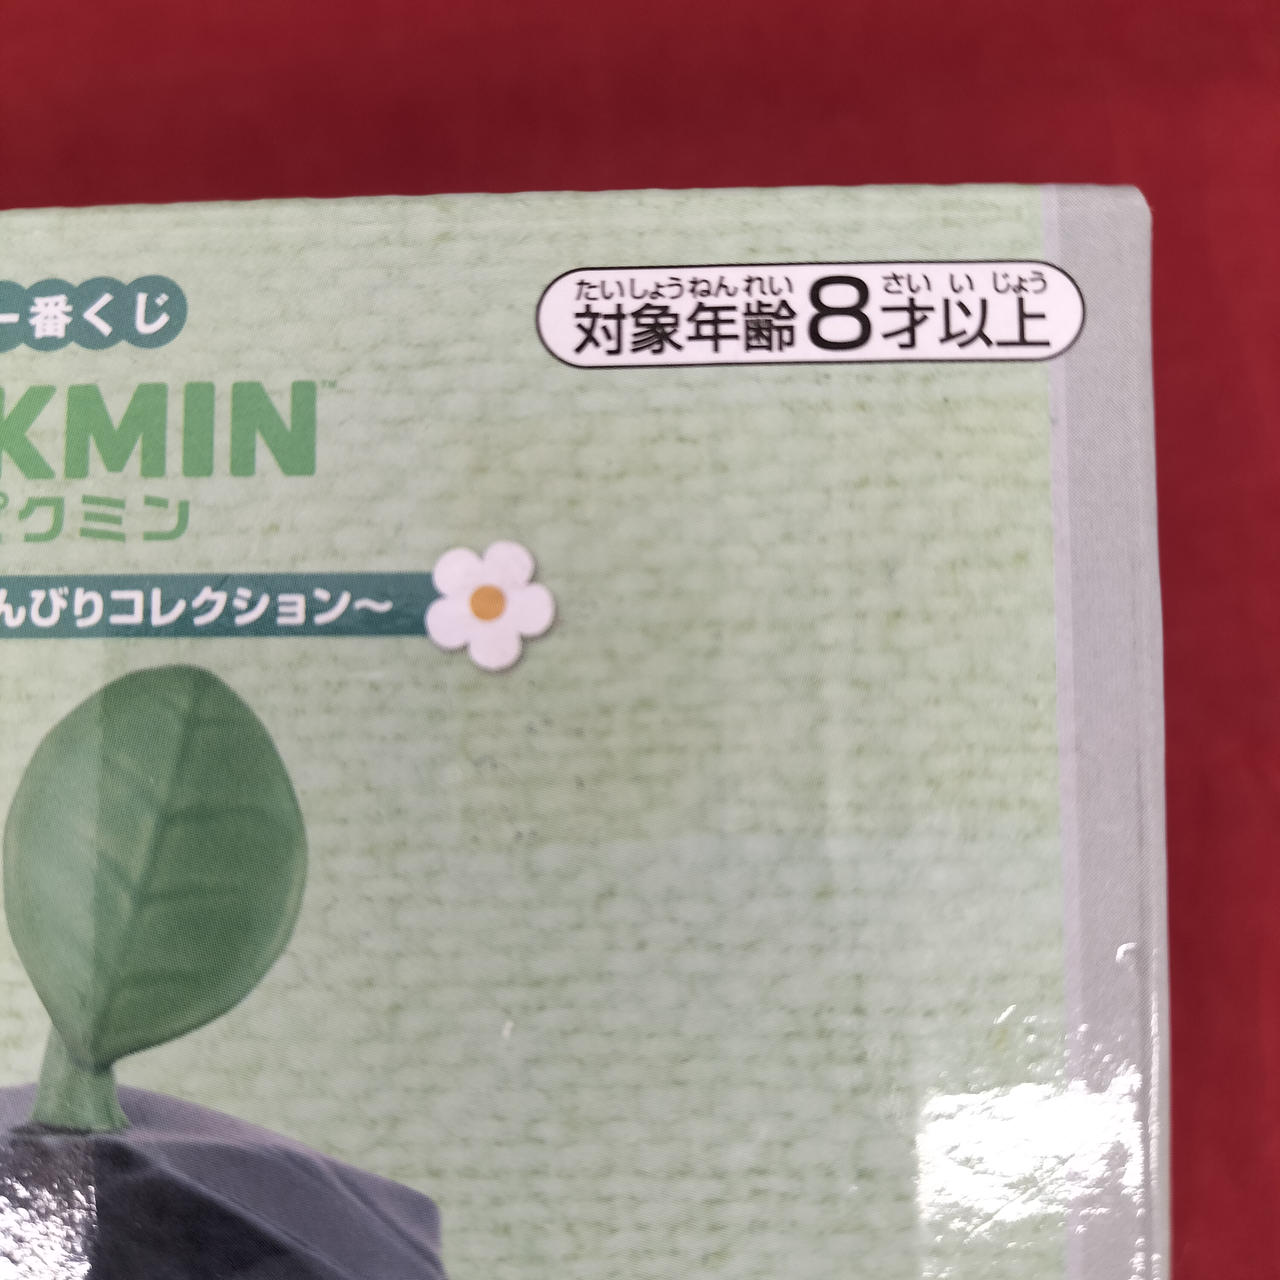 一番くじ
たいしょうねんれい さい い じょう
対象年齢8才以上
KMIN™
ピクミン
んびりコレクション～